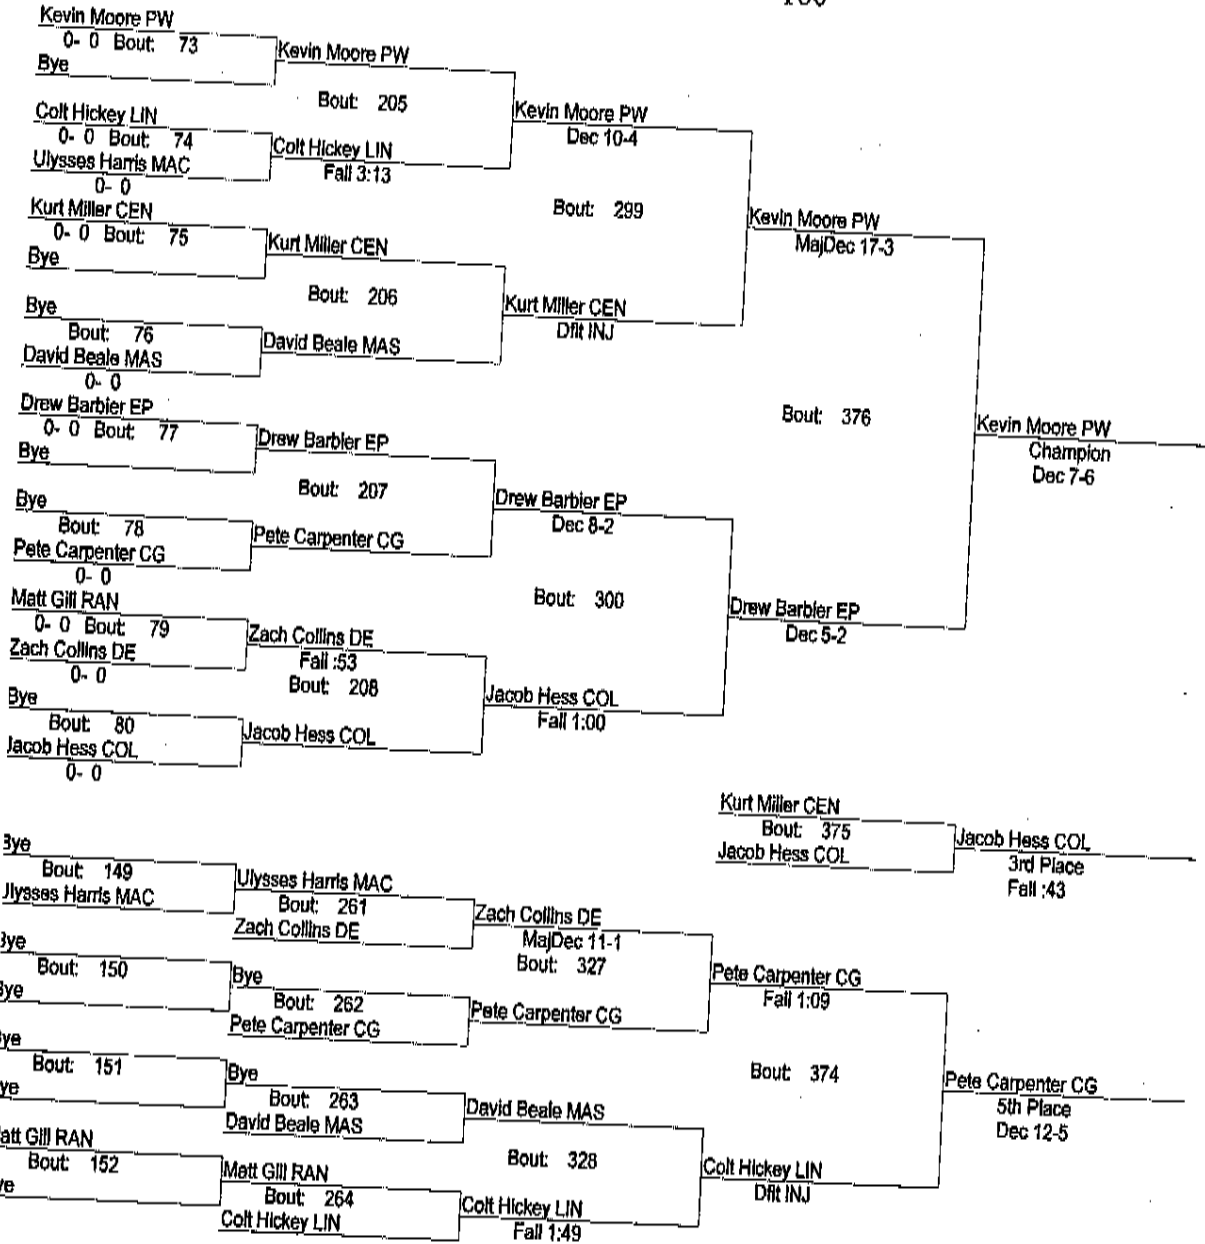 Kevin Moore PW
0- 0 Bout: 73
Bye
Kevin Moore PW
Bout: 205
Colt Hickey LIN
0- 0 Bout: 74
Ulysses Harris MAC
0- 0
Colt Hickey LIN
Fall 3:13
Kevin Moore PW
Dec 10-4
Bout: 299
Kurt Miller CEN
0- 0 Bout: 75
Bye
Kurt Miller CEN
Bout: 206
Bye
Bout: 76
David Beale MAS
0- 0
David Beale MAS
Kurt Miller CEN
Dflt INJ
Kevin Moore PW
MajDec 17-3
Bout: 376
Drew Barbier EP
0- 0 Bout: 77
Bye
Drew Barbier EP
Bout: 207
Bye
Bout: 78
Pete Carpenter CG
0- 0
Pete Carpenter CG
Drew Barbier EP
Dec 8-2
Bout: 300
Matt Gill RAN
0- 0 Bout: 79
Zach Collins DE
0- 0
Zach Collins DE
Fall :53
Bout: 208
Bye
Bout: 80
Jacob Hess COL
0- 0
Jacob Hess COL
Jacob Hess COL
Fall 1:00
Drew Barbier EP
Dec 5-2
Kevin Moore PW
Champion
Dec 7-6
Kurt Miller CEN
Bout: 375
Jacob Hess COL
Jacob Hess COL
3rd Place
Fall :43
Bye
Bout: 149
Ulysses Harris MAC
Ulysses Harris MAC
Bout: 261
Zach Collins DE
Zach Collins DE
MajDec 11-1
Bout: 327
Bye
Bout: 150
Bye
Bye
Bout: 262
Pete Carpenter CG
Pete Carpenter CG
Pete Carpenter CG
Fall 1:09
Bout: 374
Bye
Bout: 151
Bye
Bye
Bout: 263
David Beale MAS
David Beale MAS
Bout: 328
Matt Gill RAN
Bout: 152
Bye
Matt Gill RAN
Bout: 264
Colt Hickey LIN
Colt Hickey LIN
Fall 1:49
Colt Hickey LIN
Dflt INJ
Pete Carpenter CG
5th Place
Dec 12-5